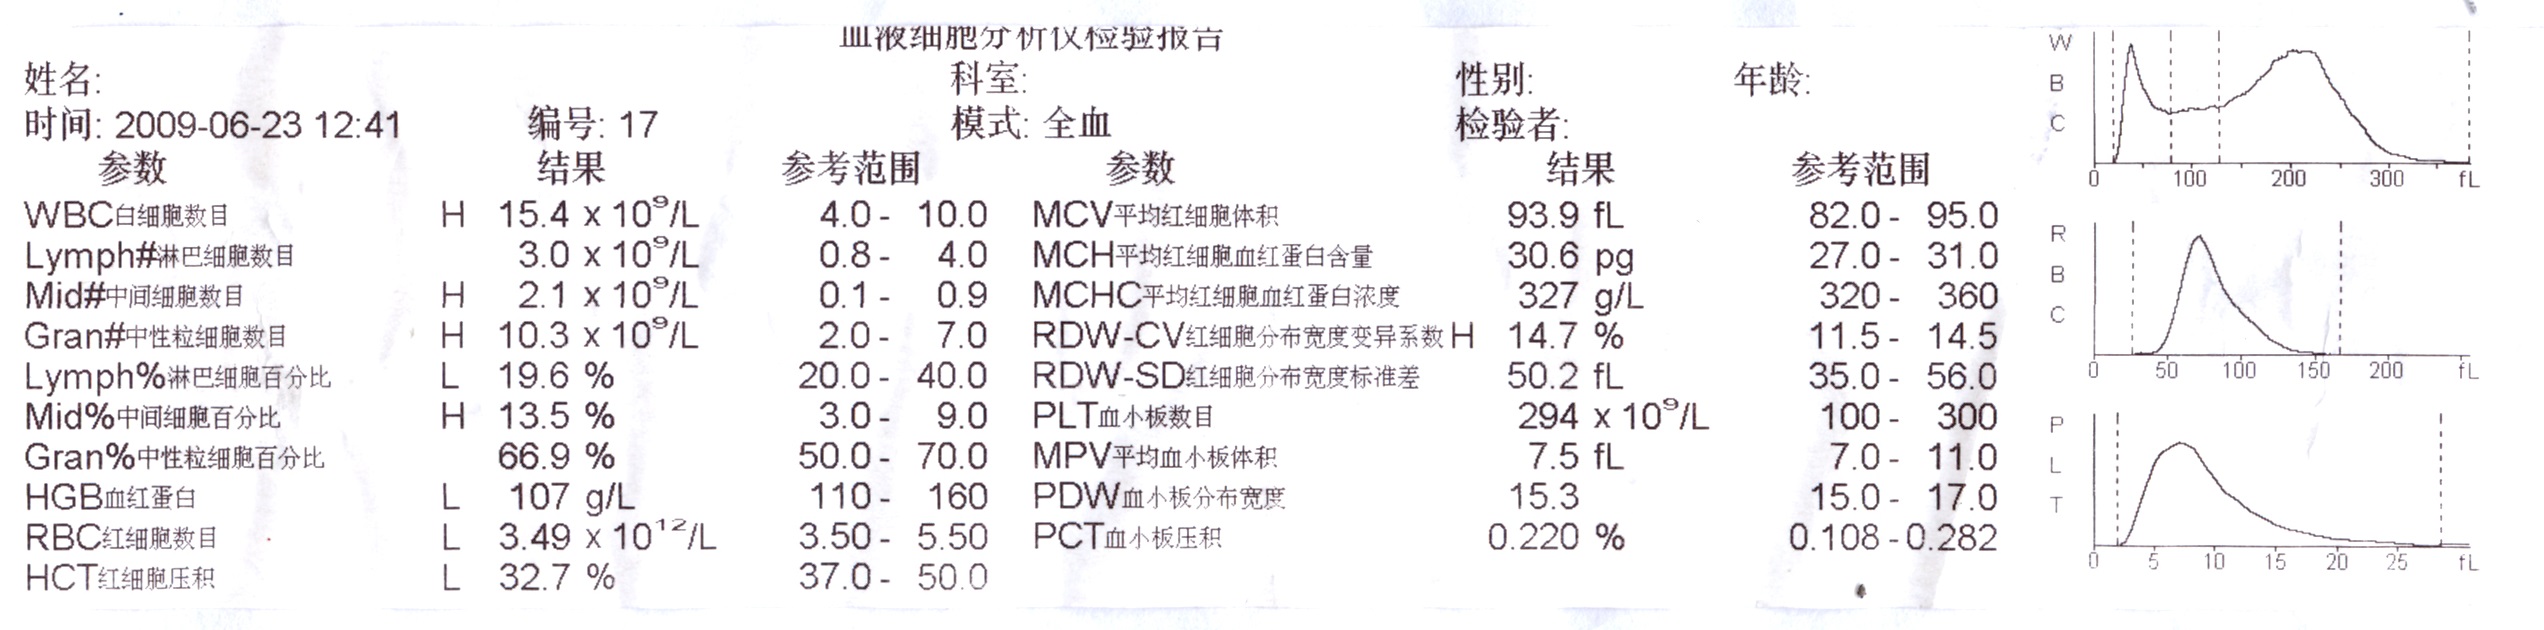 血液细胞分析仪检验报告
姓名: 科室: 性别: 年龄:
时间: 2009-06-23 12:41 编号: 17 模式: 全血 检验者:
参数 结果 参考范围 参数 结果 参考范围
WBC白细胞数目 H 15.4 x 10⁹/L 4.0 - 10.0 MCV平均红细胞体积 93.9 fL 82.0 - 95.0
Lymph#淋巴细胞数目 3.0 x 10⁹/L 0.8 - 4.0 MCH平均红细胞血红蛋白含量 30.6 pg 27.0 - 31.0
Mid#中间细胞数目 H 2.1 x 10⁹/L 0.1 - 0.9 MCHC平均红细胞血红蛋白浓度 327 g/L 320 - 360
Gran#中性粒细胞数目 H 10.3 x 10⁹/L 2.0 - 7.0 RDW-CV红细胞分布宽度变异系数 H 14.7 % 11.5 - 14.5
Lymph%淋巴细胞百分比 L 19.6 % 20.0 - 40.0 RDW-SD红细胞分布宽度标准差 50.2 fL 35.0 - 56.0
Mid%中间细胞百分比 H 13.5 % 3.0 - 9.0 PLT血小板数目 294 x 10⁹/L 100 - 300
Gran%中性粒细胞百分比 66.9 % 50.0 - 70.0 MPV平均血小板体积 7.5 fL 7.0 - 11.0
HGB血红蛋白 L 107 g/L 110 - 160 PDW血小板分布宽度 15.3 15.0 - 17.0
RBC红细胞数目 L 3.49 x 10¹²/L 3.50 - 5.50 PCT血小板压积 0.220 % 0.108 - 0.282
HCT红细胞压积 L 32.7 % 37.0 - 50.0
WBC
0 100 200 300 fL
RBC
0 50 100 150 200 fL
PLT
0 5 10 15 20 25 fL